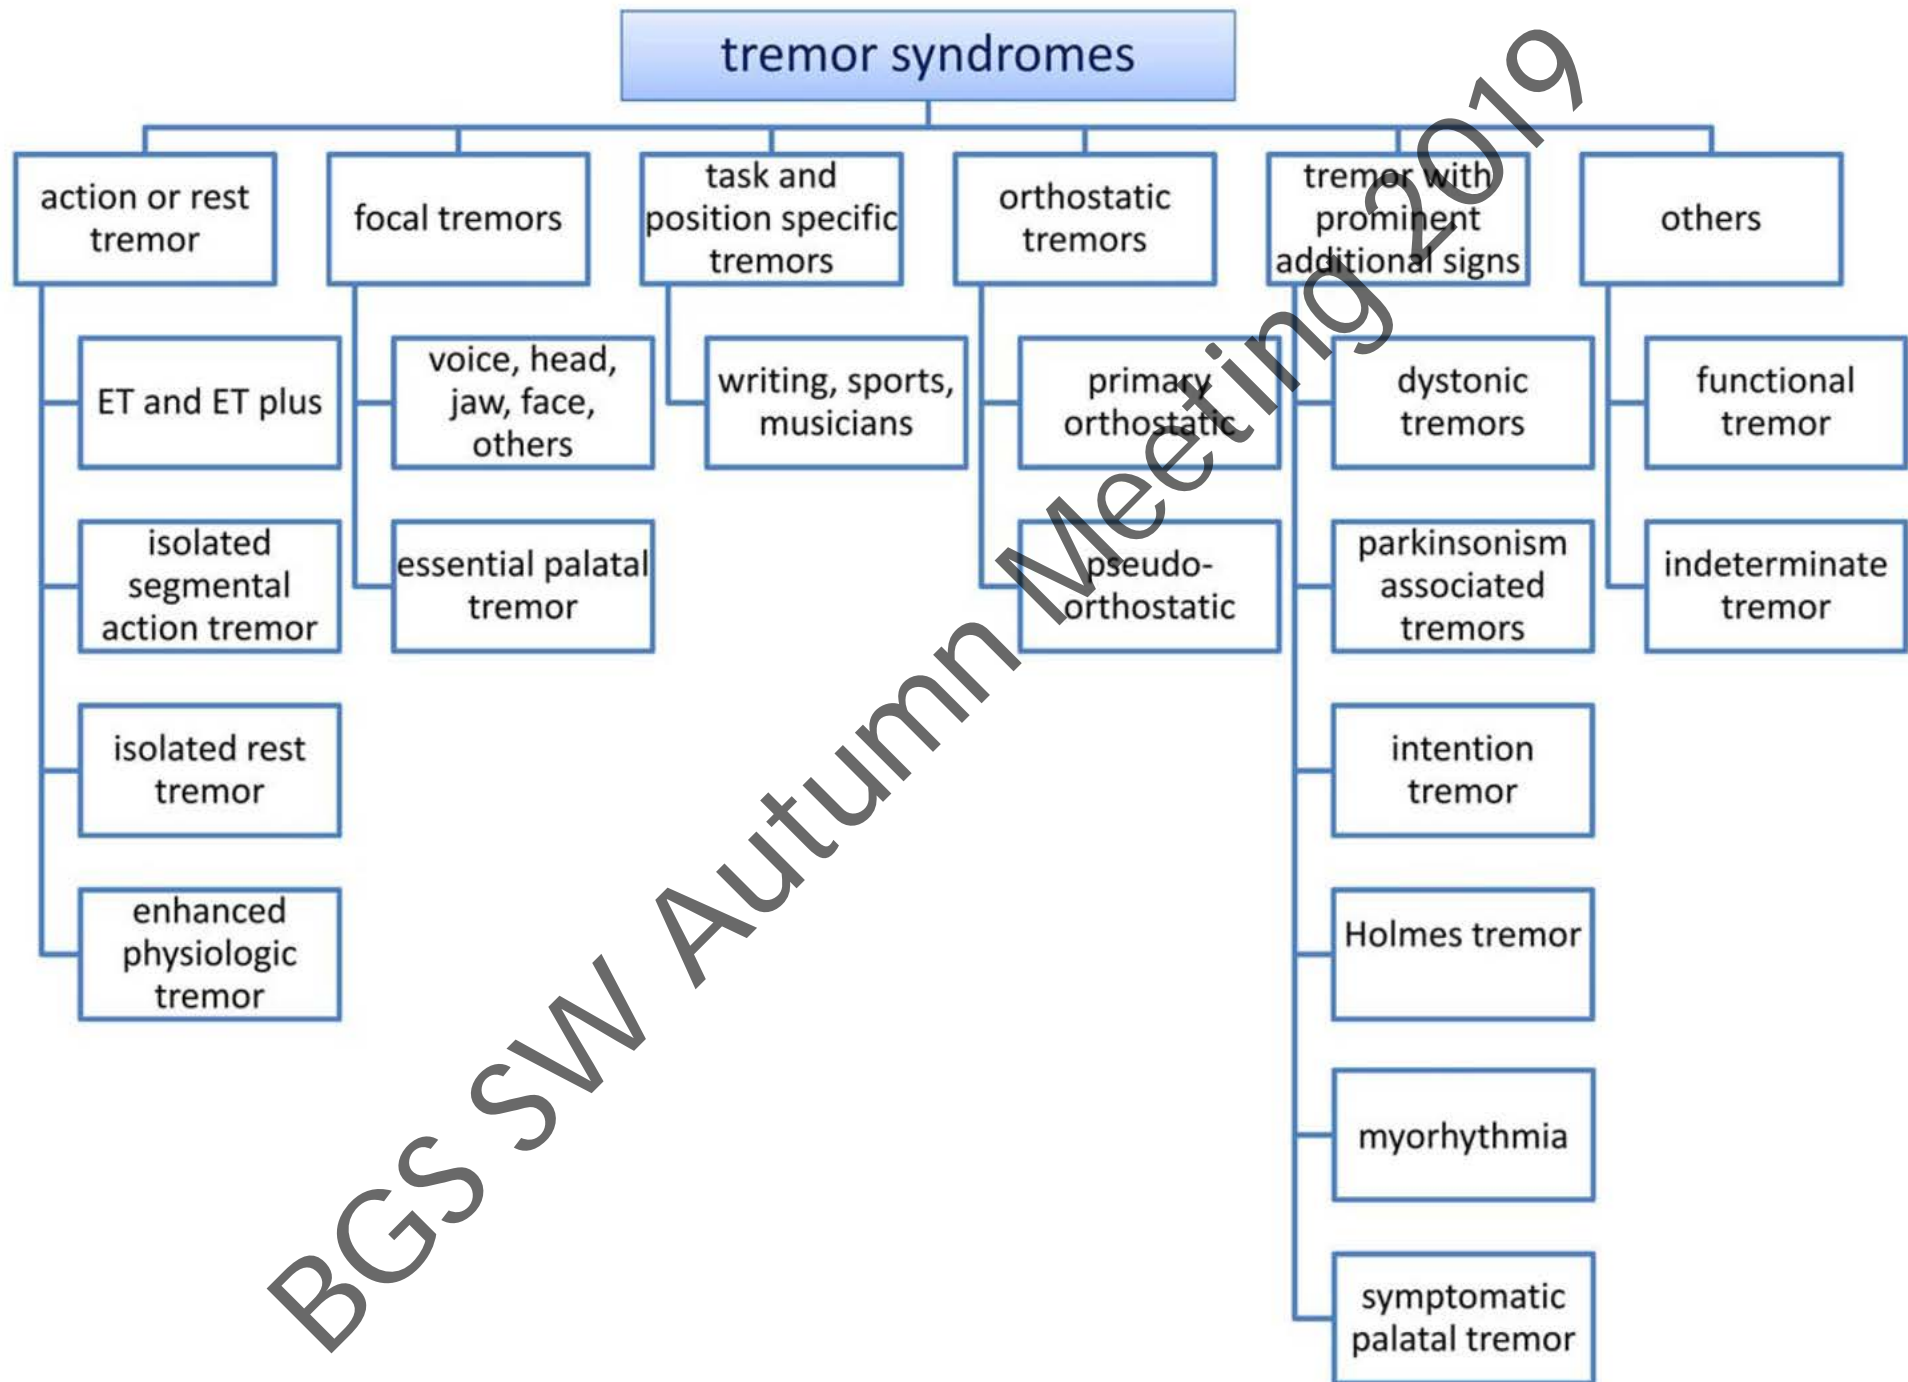 tremor syndromes
action or rest
tremor
focal tremors
task and
position specific
tremors
orthostatic
tremors
tremor with
prominent
additional signs
others
ET and ET plus
isolated
segmental
action tremor
isolated rest
tremor
enhanced
physiologic
tremor
voice, head,
jaw, face,
others
essential palatal
tremor
writing, sports,
musicians
primary
orthostatic
pseudo-
orthostatic
dystonic
tremors
parkinsonism
associated
tremors
intention
tremor
Holmes tremor
myorhythmia
symptomatic
palatal tremor
functional
tremor
indeterminate
tremor
BGS SW Autumn Meeting 2019